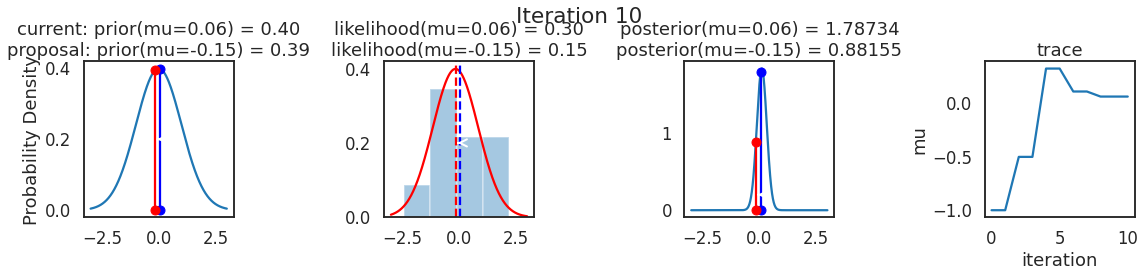 Iteration 10
current: prior(mu=0.06) = 0.40
proposal: prior(mu=-0.15) = 0.39
likelihood(mu=0.06) = 0.30
likelihood(mu=-0.15) = 0.15
posterior(mu=0.06) = 1.78734
posterior(mu=-0.15) = 0.88155
trace
Probability Density
0.4
0.2
0.0
−2.5 0.0 2.5
0.4
0.2
0.0
−2.5 0.0 2.5
1
0
−2.5 0.0 2.5
mu
0.0
−0.5
−1.0
0 5 10
iteration